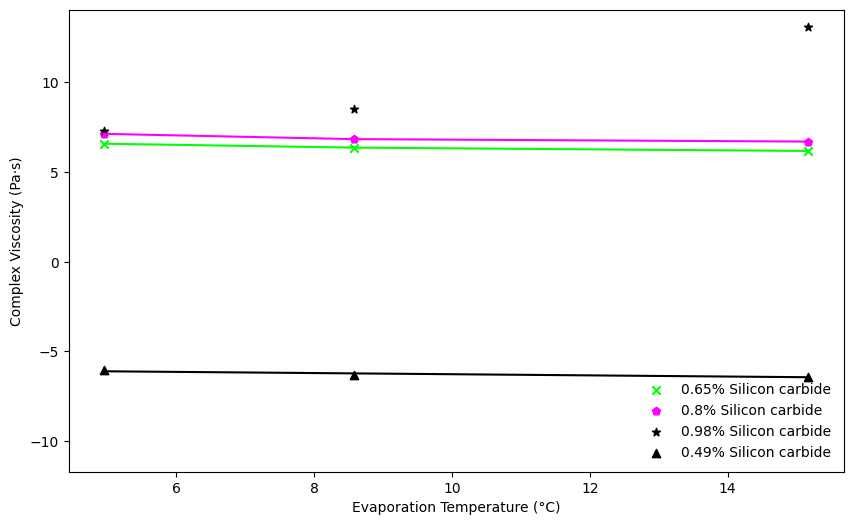 10
5
0
−5
−10
Complex Viscosity (Pa·s)
6 8 10 12 14
Evaporation Temperature (°C)
0.65% Silicon carbide
0.8% Silicon carbide
0.98% Silicon carbide
0.49% Silicon carbide